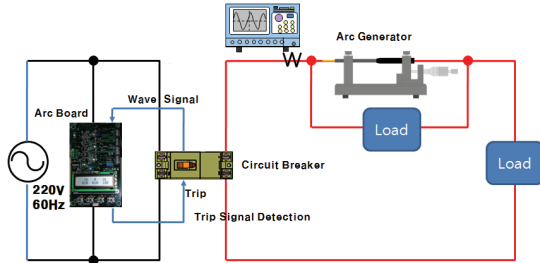 Arc Generator
Arc Board
Wave Signal
Load
Circuit Breaker
Load
220V
60Hz
Trip
Trip Signal Detection